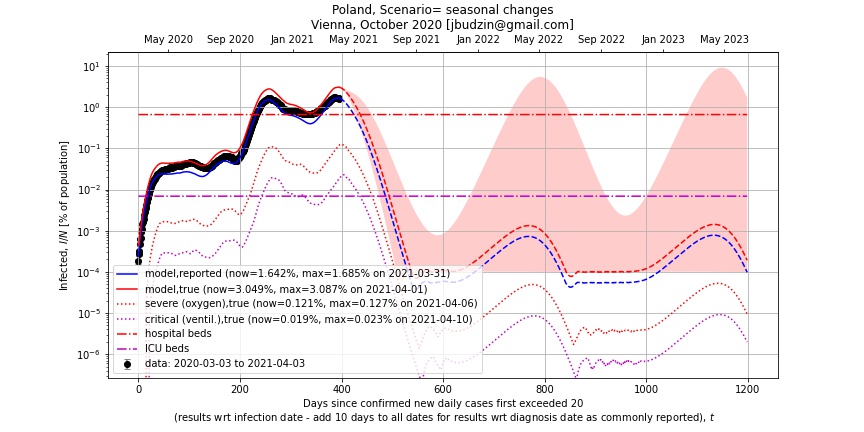 Poland, Scenario= seasonal changes
Vienna, October 2020 [jbudzin@gmail.com]
May 2020 Sep 2020 Jan 2021 May 2021 Sep 2021 Jan 2022 May 2022 Sep 2022 Jan 2023 May 2023
10¹
10⁰
10⁻¹
10⁻²
10⁻³
10⁻⁴
10⁻⁵
10⁻⁶
Infected, I/N [% of population]
model,reported (now=1.642%, max=1.685% on 2021-03-31)
model,true (now=3.049%, max=3.087% on 2021-04-01)
severe (oxygen),true (now=0.121%, max=0.127% on 2021-04-06)
critical (ventil.),true (now=0.019%, max=0.023% on 2021-04-10)
hospital beds
ICU beds
data: 2020-03-03 to 2021-04-03
0 200 400 600 800 1000 1200
Days since confirmed new daily cases first exceeded 20
(results wrt infection date - add 10 days to all dates for results wrt diagnosis date as commonly reported), t